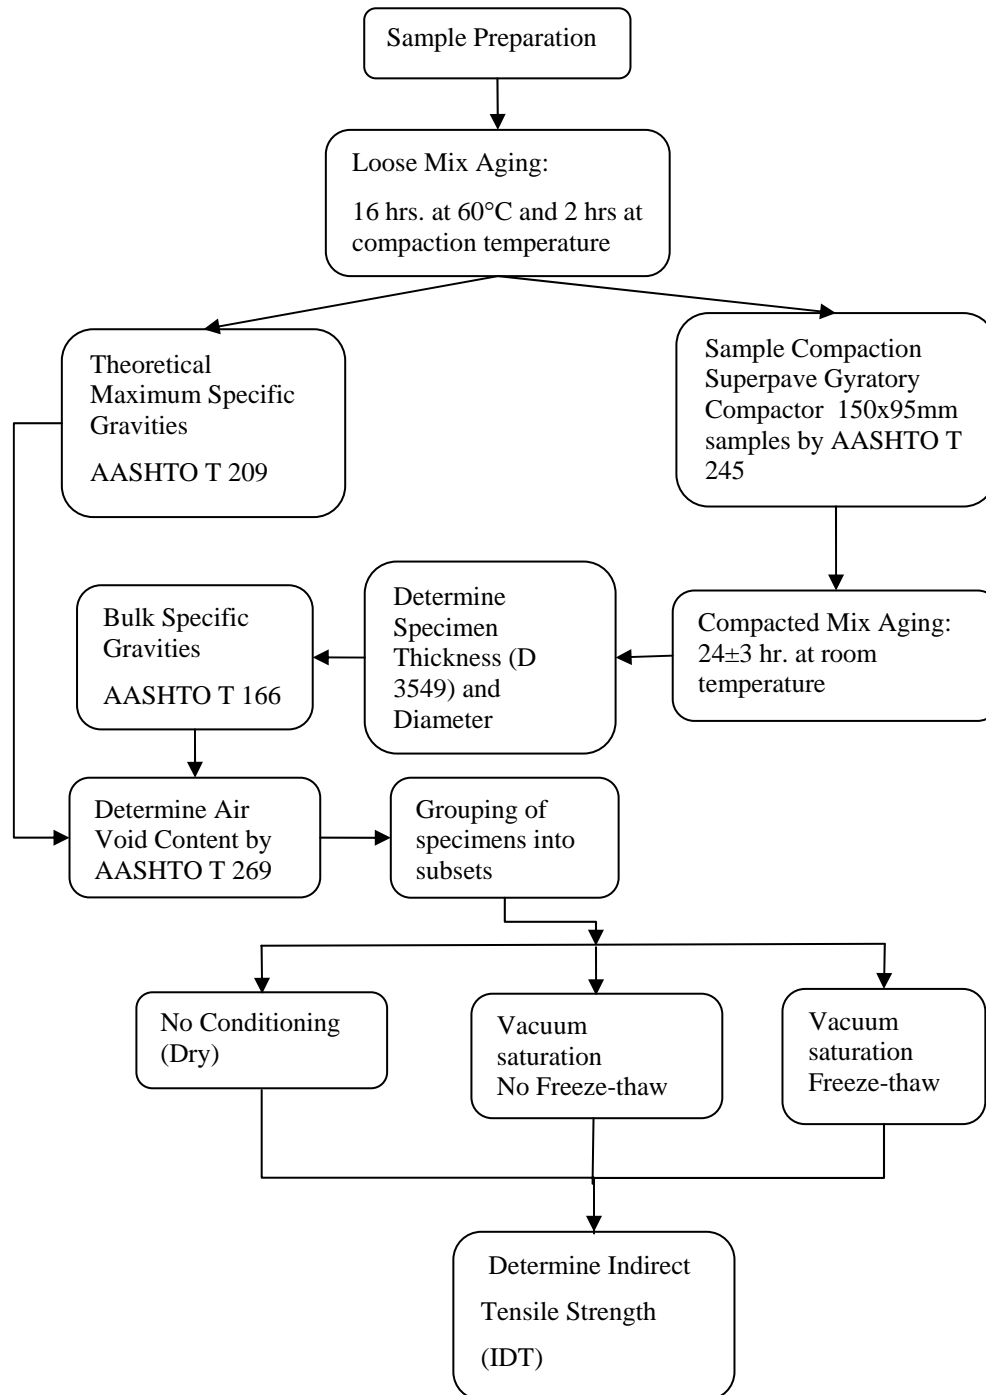 Sample Preparation
Loose Mix Aging:
16 hrs. at 60°C and 2 hrs at
compaction temperature
Theoretical
Maximum Specific
Gravities
AASHTO T 209
Sample Compaction
Superpave Gyratory
Compactor 150x95mm
samples by AASHTO T
245
Bulk Specific
Gravities
AASHTO T 166
Determine
Specimen
Thickness (D
3549) and
Diameter
Compacted Mix Aging:
24±3 hr. at room
temperature
Determine Air
Void Content by
AASHTO T 269
Grouping of
specimens into
subsets
No Conditioning
(Dry)
Vacuum
saturation
No Freeze-thaw
Vacuum
saturation
Freeze-thaw
Determine Indirect
Tensile Strength
(IDT)